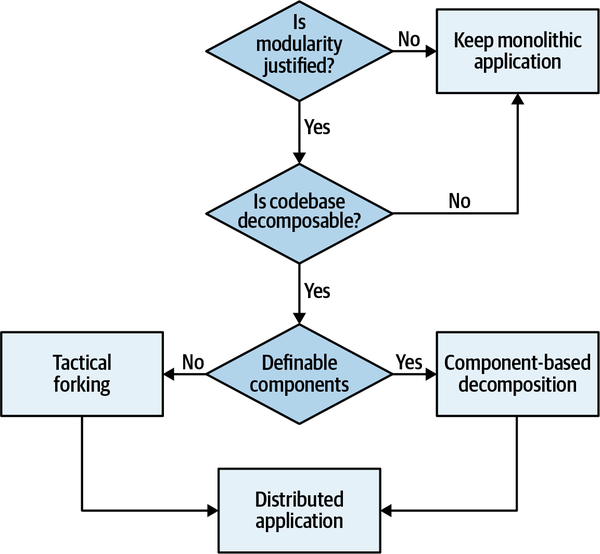 Is
modularity
justified?
No
Keep monolithic
application
Yes
Is codebase
decomposable?
No
Yes
Tactical
forking
No
Definable
components
Yes
Component-based
decomposition
Distributed
application